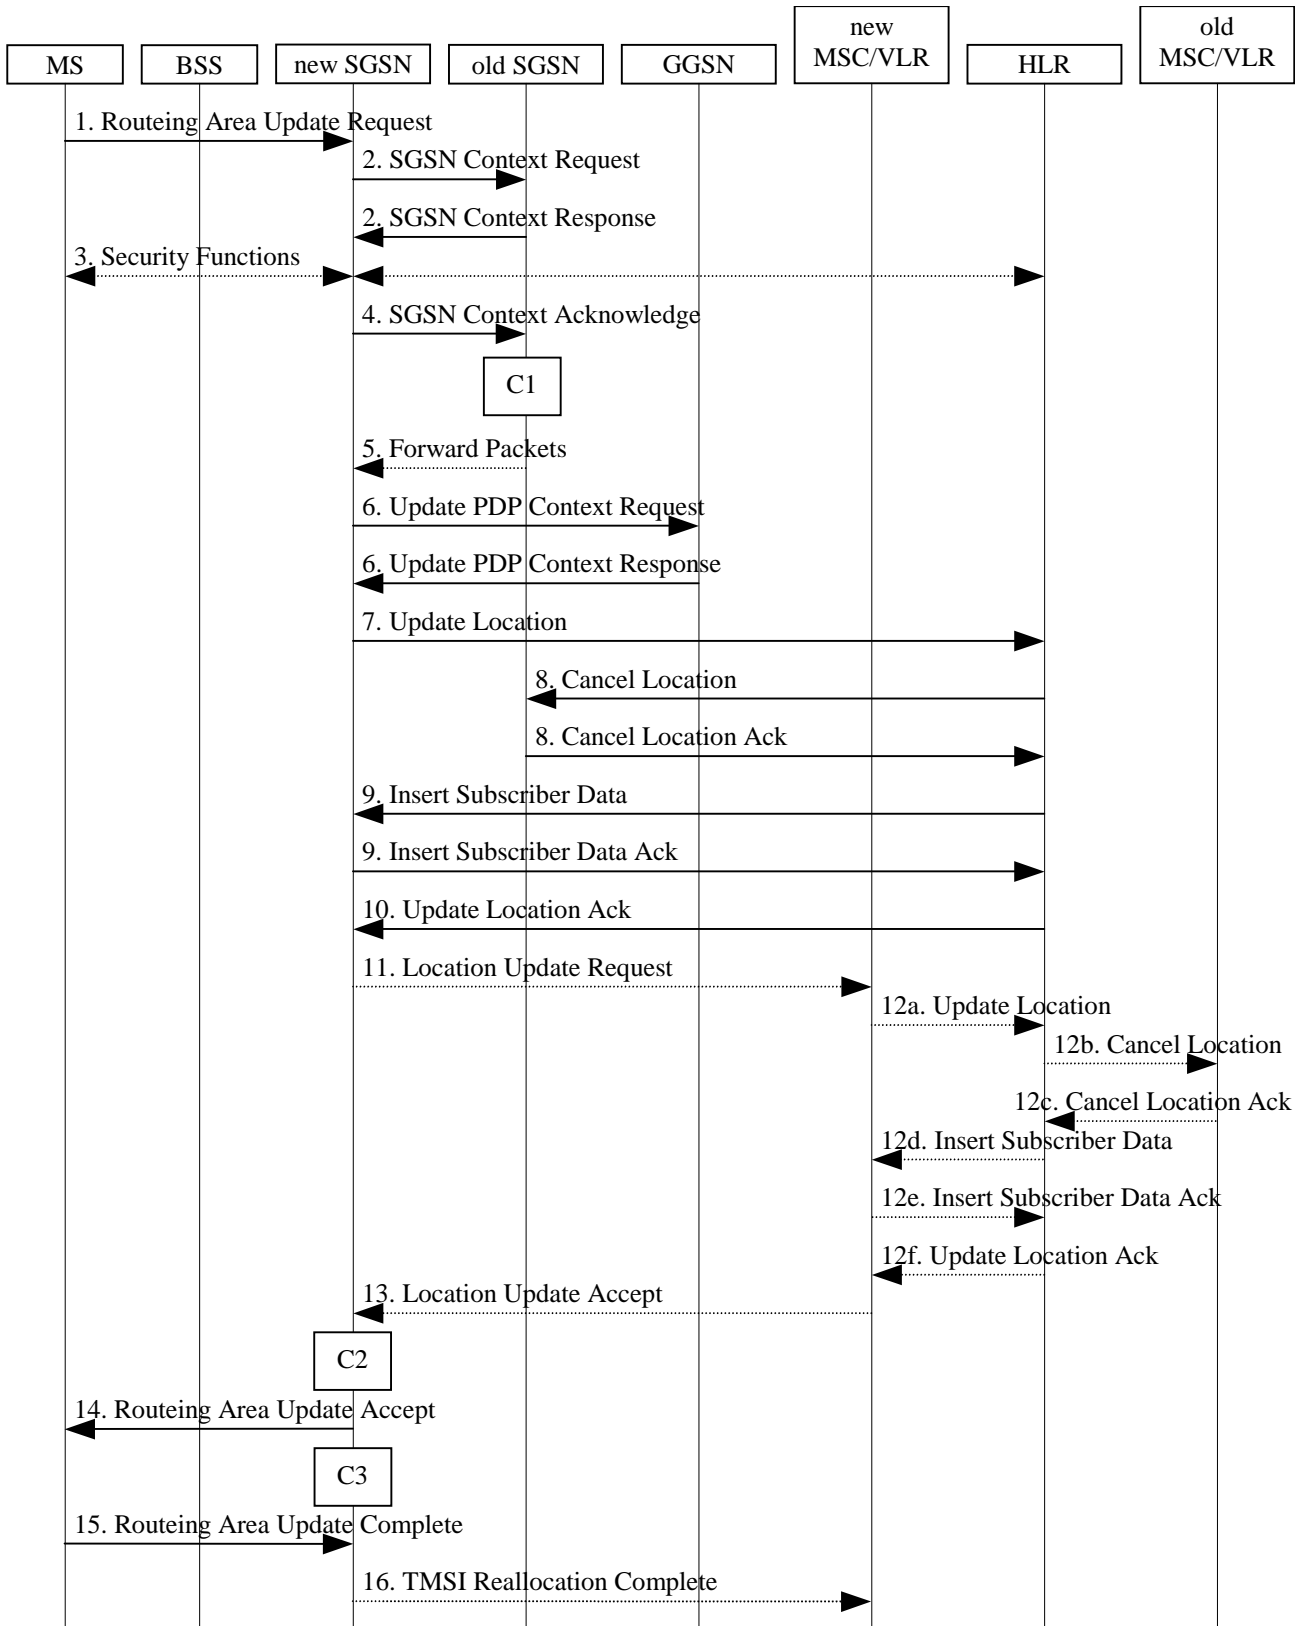 new
old
MSC/VLR
MSC/VLR
MS
BSS
new SGSN
old SGSN
GGSN
HLR
1. Routeing Area Update Request
2. SGSN Context Request
2. SGSN Context Response
3. Security Functions
4. SGSN Context Acknowledge
C1
5. Forward Packets
6. Update PDP Context Request
6. Update PDP Context Response
7. Update Location
8. Cancel Location
8. Cancel Location Ack
9. Insert Subscriber Data
9. Insert Subscriber Data Ack
10. Update Location Ack
11. Location Update Request
12a. Update Location
12b. Cancel Location
12c. Cancel Location Ack
12d. Insert Subscriber Data
12e. Insert Subscriber Data Ack
12f. Update Location Ack
13. Location Update Accept
C2
14. Routeing Area Update Accept
C3
15. Routeing Area Update Complete
16. TMSI Reallocation Complete